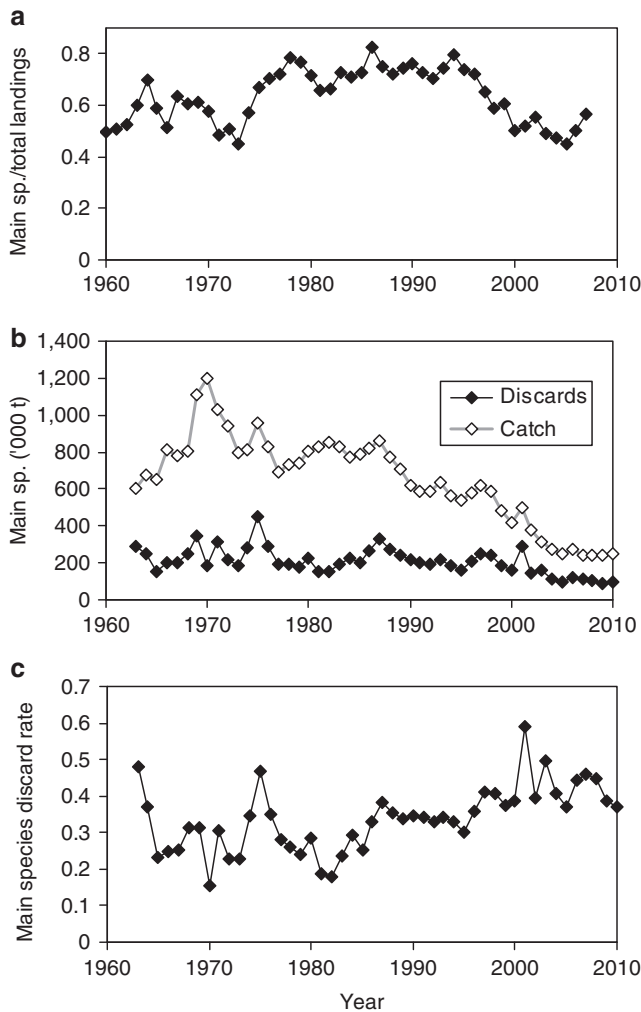 a
Main sp./total landings
0.8
0.6
0.4
0.2
0
1960 1970 1980 1990 2000 2010
b
Main sp. ('000 t)
1,400
1,200
1,000
800
600
400
200
0
Discards
Catch
1960 1970 1980 1990 2000 2010
c
Main species discard rate
0.7
0.6
0.5
0.4
0.3
0.2
0.1
0
1960 1970 1980 1990 2000 2010
Year